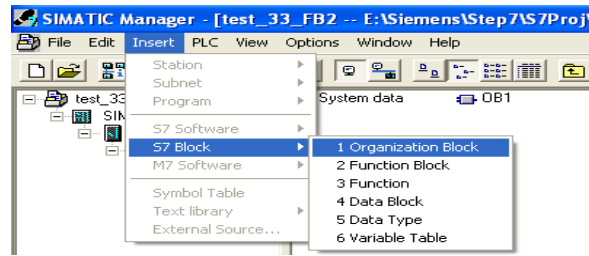 SIMATIC Manager - [test_33_FB2 -- E:\Siemens\Step7\S7Proj\
File Edit Insert PLC View Options Window Help
Station
Subnet
Program
S7 Software
S7 Block
M7 Software
Symbol Table
Text library
External Source...
1 Organization Block
2 Function Block
3 Function
4 Data Block
5 Data Type
6 Variable Table
test_33
SIM
System data
OB1